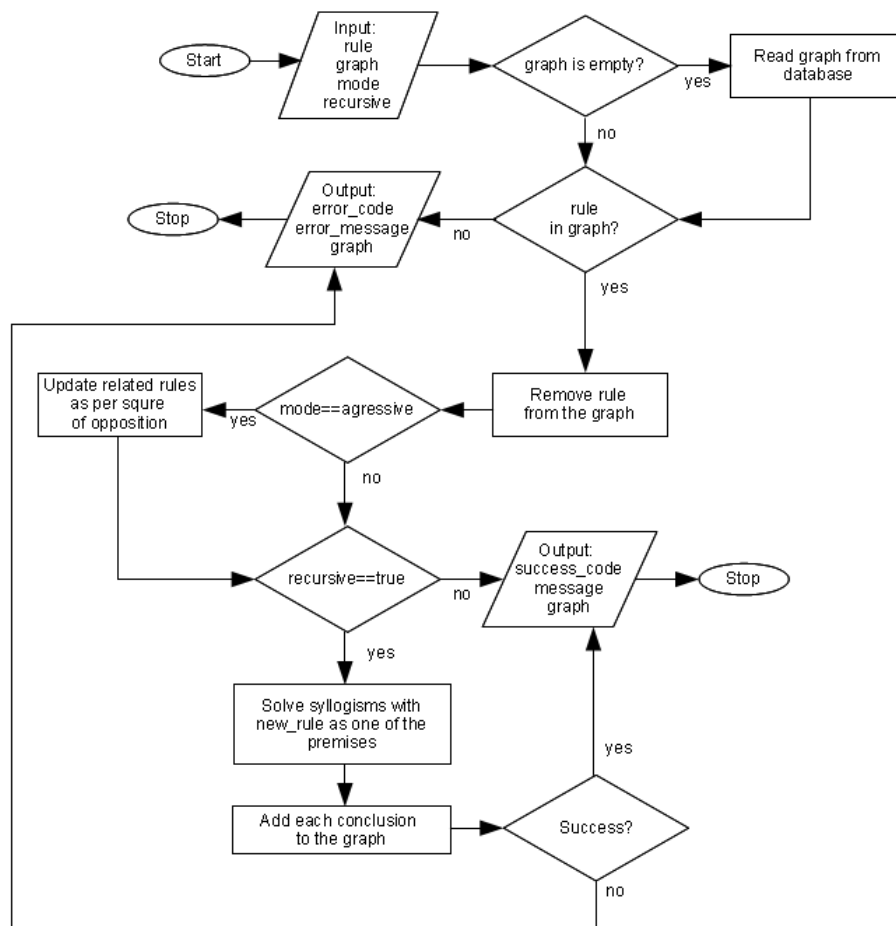 Start
Input:
rule
graph
mode
recursive
graph is empty?
yes
Read graph from
database
no
Stop
Output:
error_code
error_message
graph
no
rule
in graph?
yes
Update related rules
as per squre
of opposition
yes
mode==agressive
Remove rule
from the graph
no
recursive==true
no
Output:
success_code
message
graph
Stop
yes
Solve syllogisms with
new_rule as one of the
premises
yes
Add each conclusion
to the graph
Success?
no